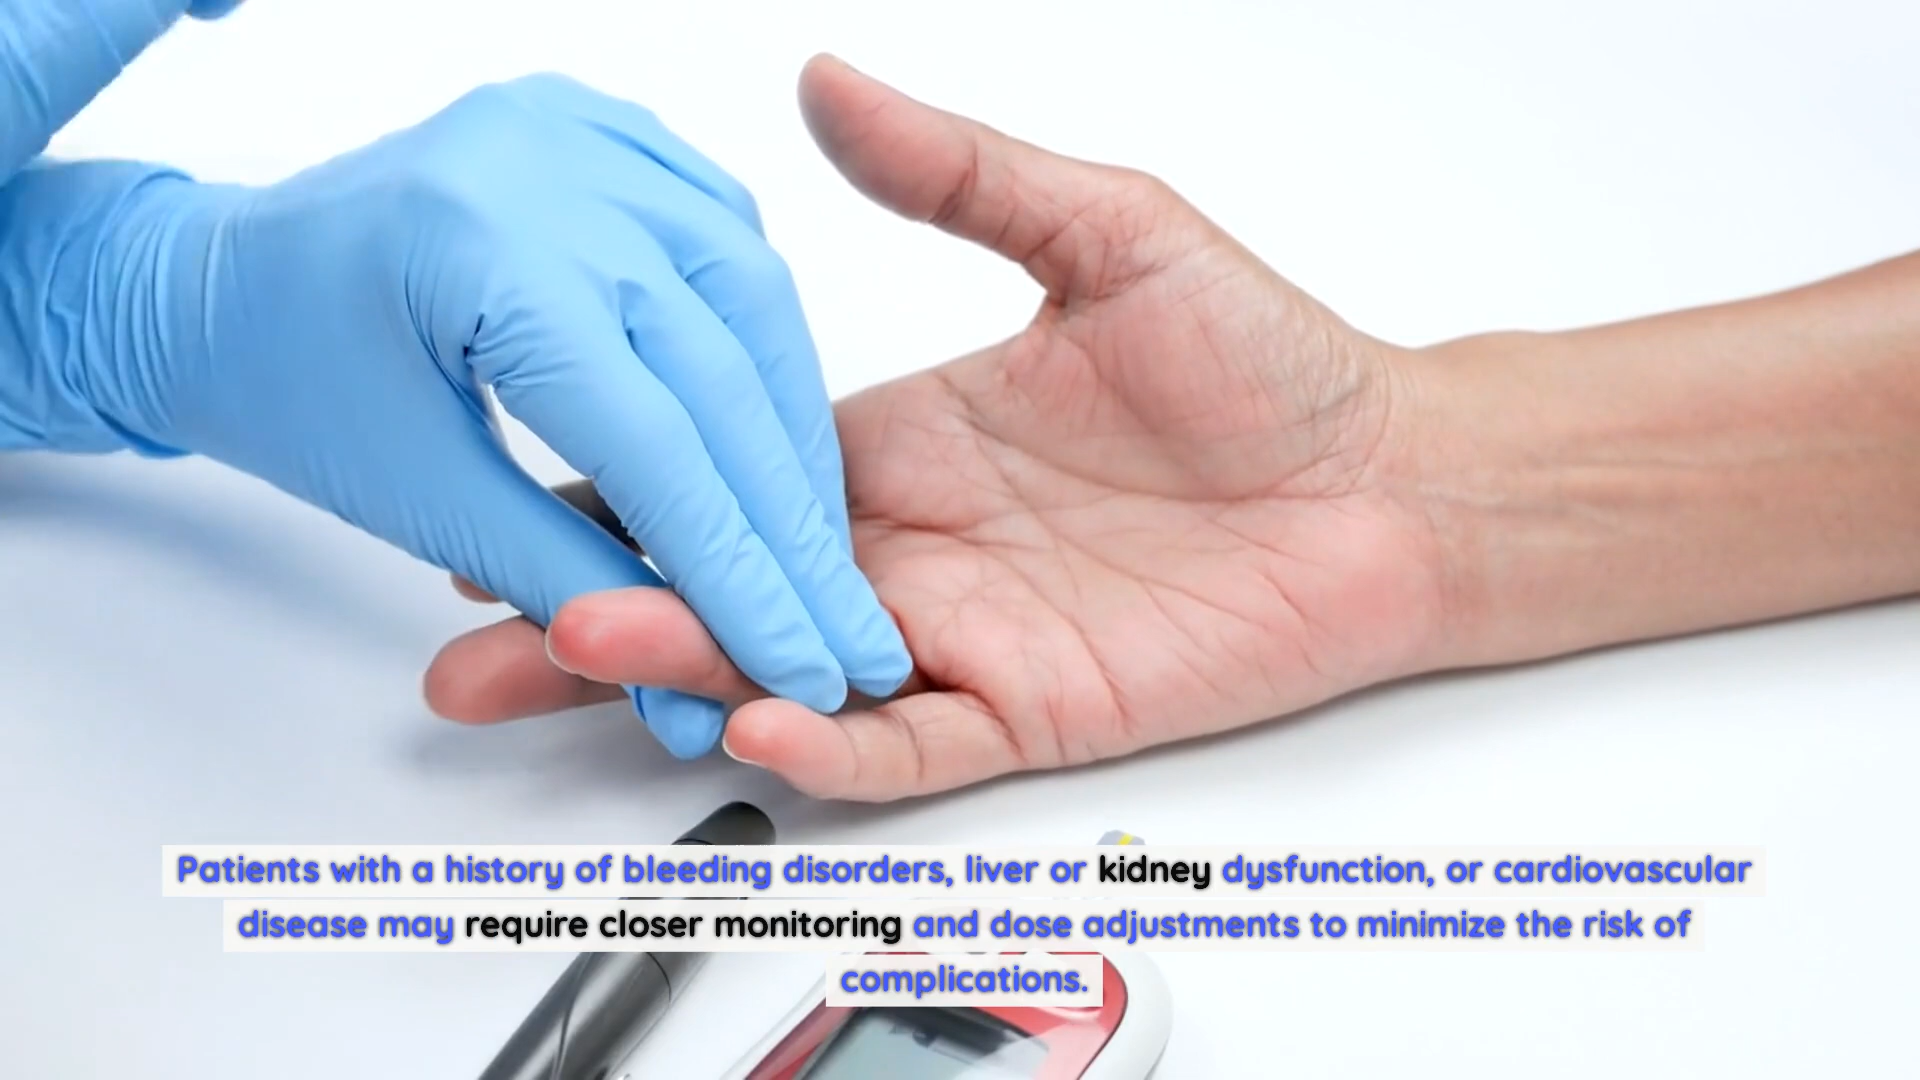 Patients with a history of bleeding disorders, liver or kidney dysfunction, or cardiovascular
disease may require closer monitoring and dose adjustments to minimize the risk of
complications.